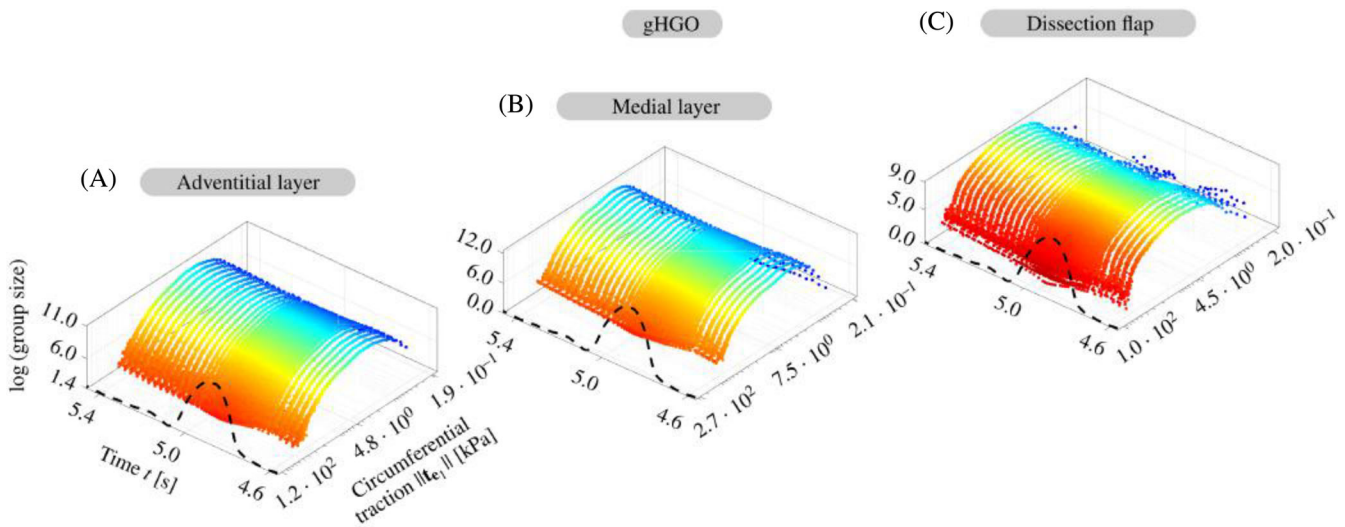 gHGO
(A)
Adventitial layer
log (group size)
11.0
6.0
1.4
5.4
5.0
4.6
Time t [s]
1.2 · 10²
4.8 · 10⁰
1.9 · 10⁻¹
Circumferential
traction ||t_e₁|| [kPa]
(B)
Medial layer
12.0
6.0
0.0
5.4
5.0
4.6
2.7 · 10²
7.5 · 10⁰
2.1 · 10⁻¹
(C)
Dissection flap
9.0
5.0
0.0
5.4
5.0
4.6
1.0 · 10²
4.5 · 10⁰
2.0 · 10⁻¹